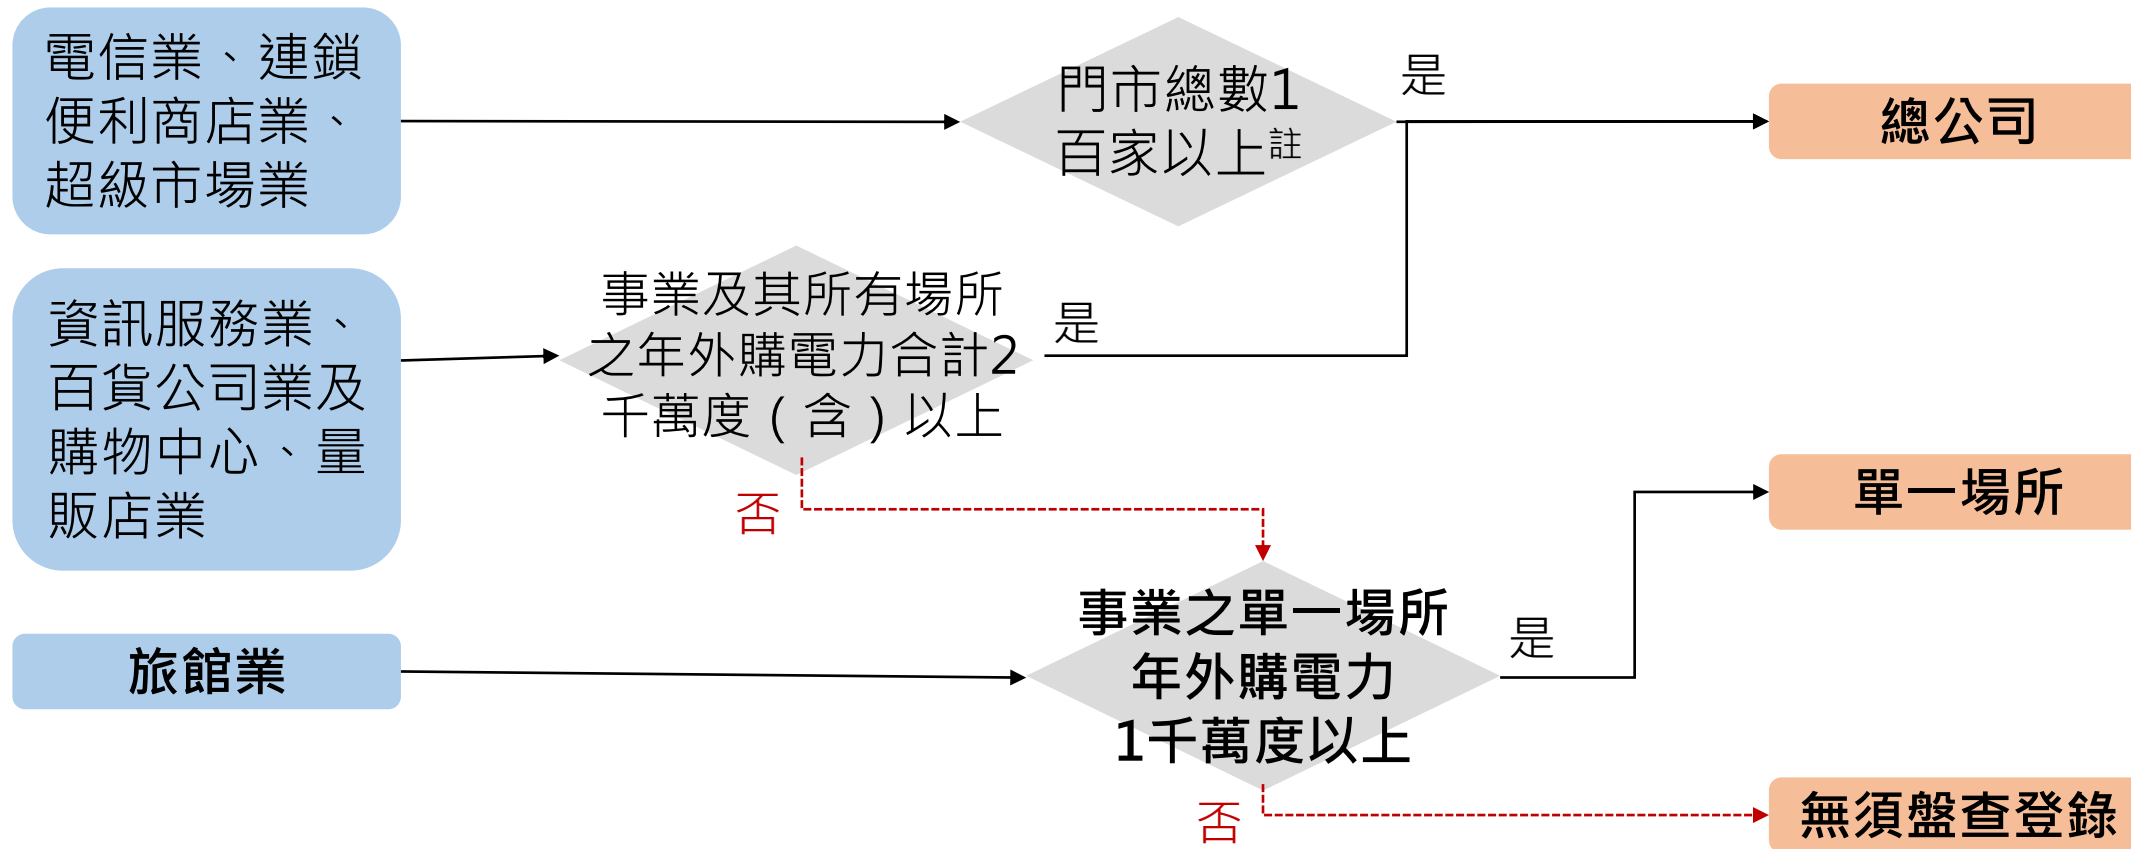 電信業、連鎖
便利商店業、
超級市場業
門市總數1
百家以上註
是
總公司
資訊服務業、
百貨公司業及
購物中心、量
販店業
事業及其所有場所
之年外購電力合計2
千萬度（含）以上
是
否
單一場所
旅館業
事業之單一場所
年外購電力
1千萬度以上
是
否
無須盤查登錄